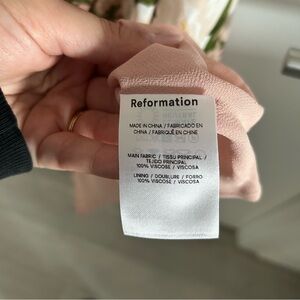 Reformation
MADE IN CHINA / FABRICADO EN
CHINA / FABRIQUÉ EN CHINE
MAIN FABRIC / TISSU PRINCIPAL /
TEJIDO PRINCIPAL
100% VISCOSE / VISCOSA
LINING / DOUBLURE / FORRO
100% VISCOSE / VISCOSA